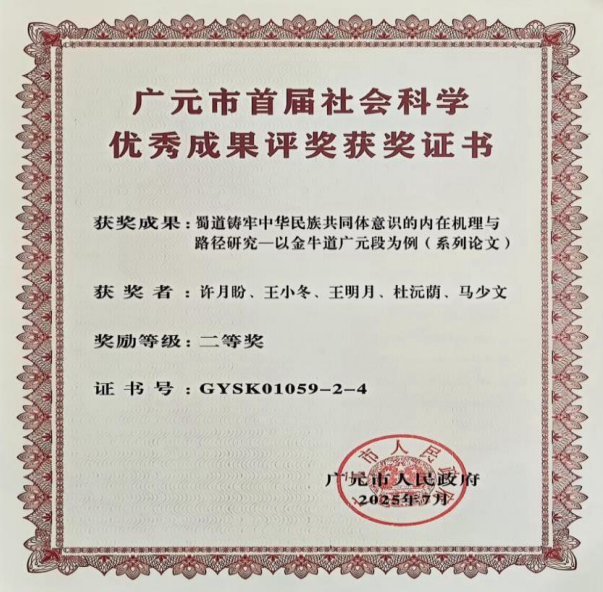 广元市首届社会科学
优秀成果评奖获奖证书
获奖成果：蜀道铸牢中华民族共同体意识的内在机理与
路径研究—以金牛道广元段为例（系列论文）
获奖者：许月盼、王小冬、王明月、杜沅荫、马少文
奖励等级：二等奖
证书号：GYSK01059-2-4
广元市人民政府
2025年7月